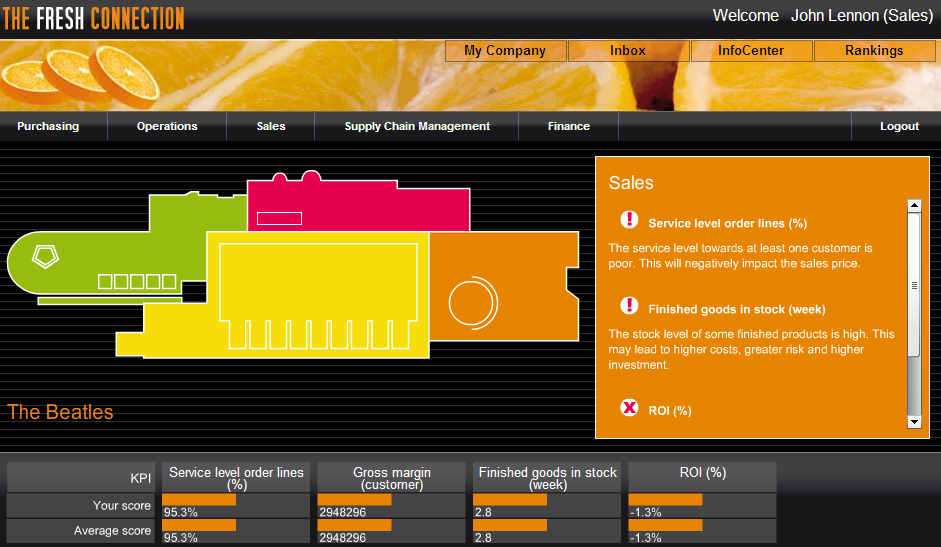 THE FRESH CONNECTION
Welcome John Lennon (Sales)
My Company Inbox InfoCenter Rankings
Purchasing Operations Sales Supply Chain Management Finance Logout
Sales
Service level order lines (%)
The service level towards at least one customer is
poor. This will negatively impact the sales price.
Finished goods in stock (week)
The stock level of some finished products is high. This
may lead to higher costs, greater risk and higher
investment.
ROI (%)
The Beatles
KPI
Service level order lines
(%)
Gross margin
(customer)
Finished goods in stock
(week)
ROI (%)
Your score
95.3% 2948296 2.8 -1.3%
Average score
95.3% 2948296 2.8 -1.3%